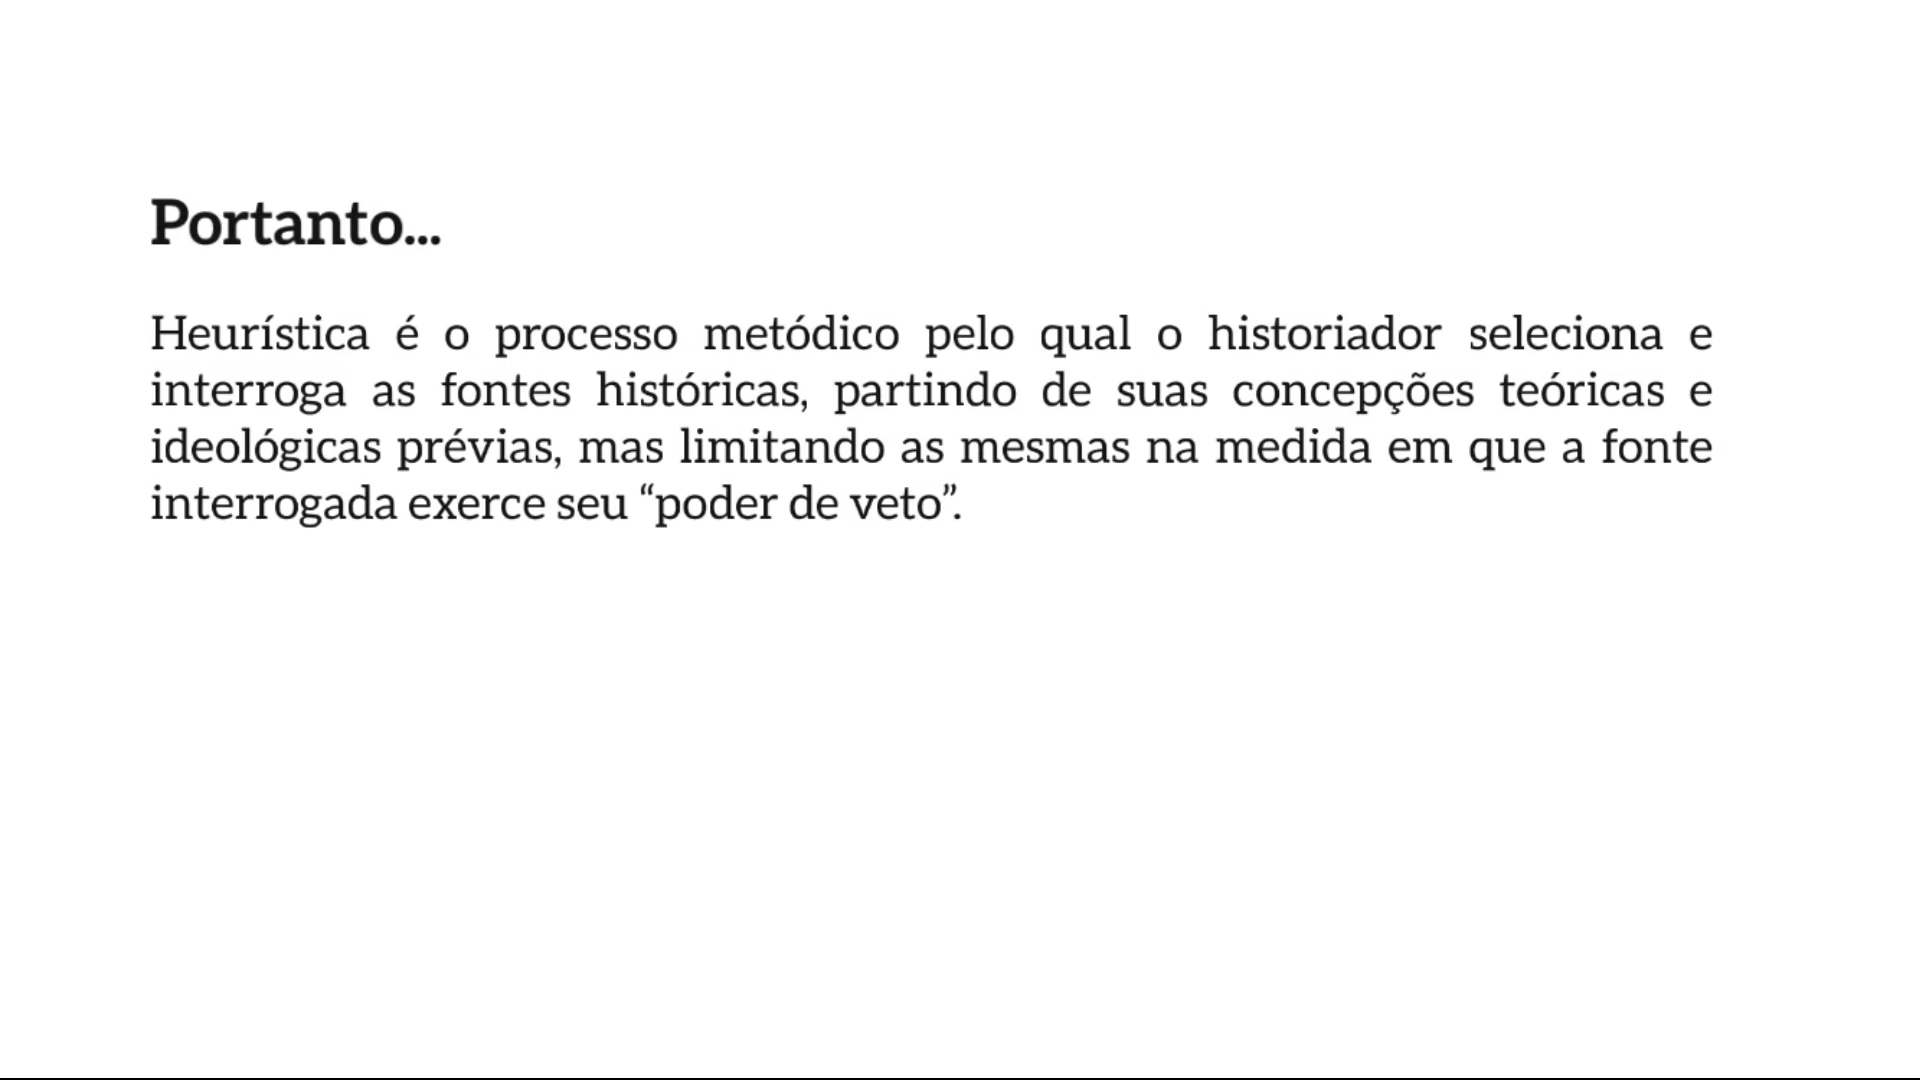 Portanto...
Heurística é o processo metódico pelo qual o historiador seleciona e
interroga as fontes históricas, partindo de suas concepções teóricas e
ideológicas prévias, mas limitando as mesmas na medida em que a fonte
interrogada exerce seu “poder de veto”.